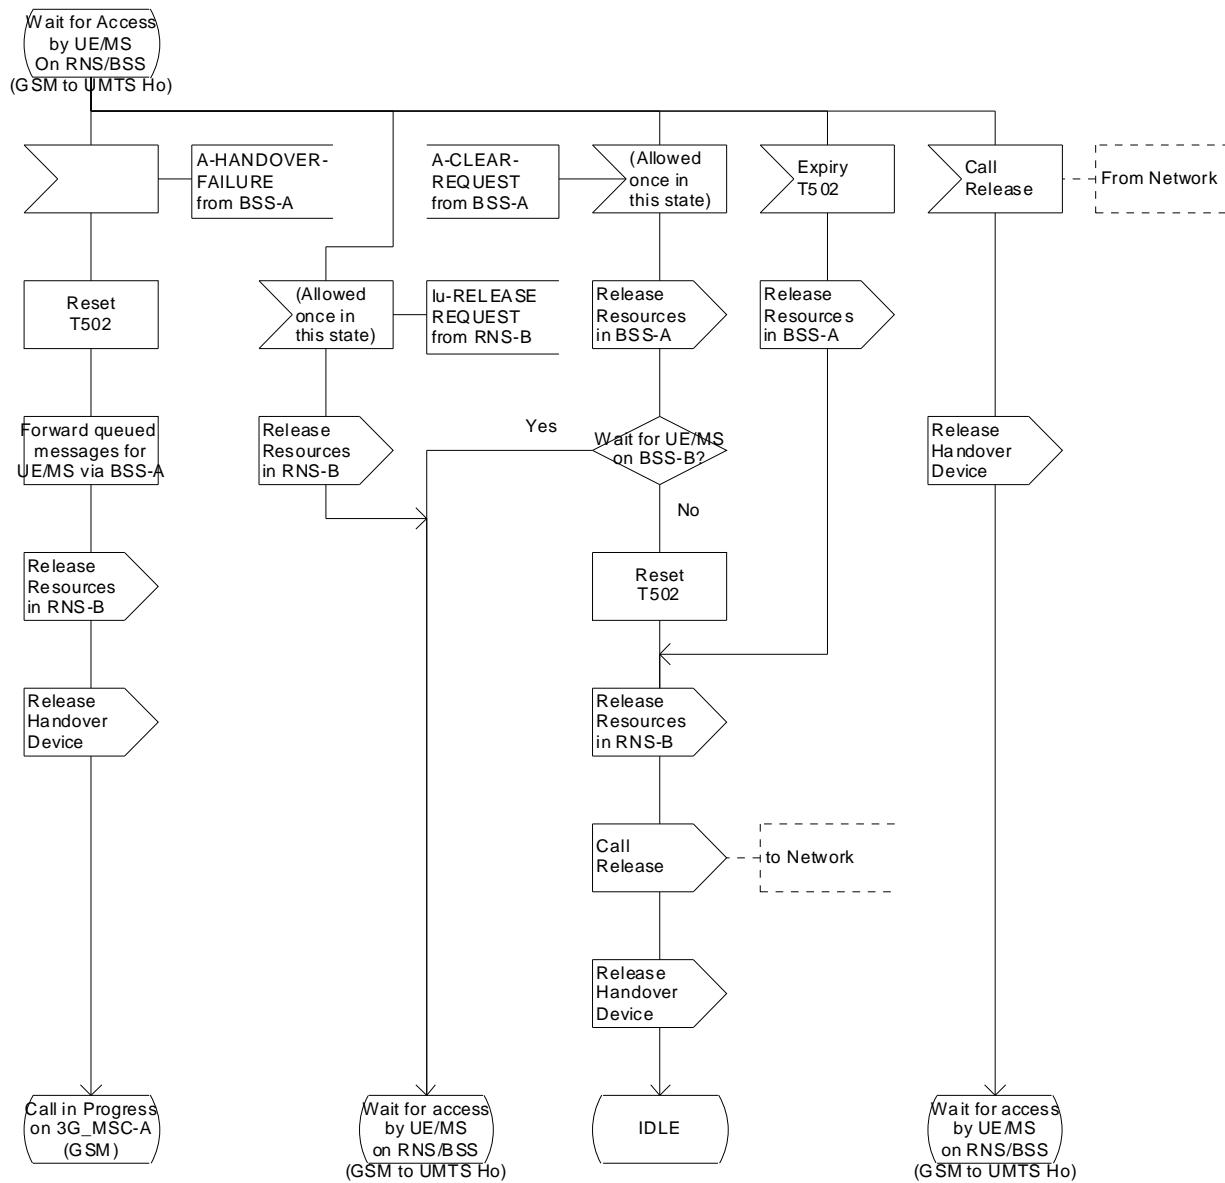 Wait for Access
by UE/MS
On RNS/BSS
(GSM to UMTS Ho)
A-HANDOVER-
FAILURE
from BSS-A
A-CLEAR-
REQUEST
from BSS-A
(Allowed
once in
this state)
Expiry
T502
Call
Release
From Network
Reset
T502
(Allowed
once in
this state)
Iu-RELEASE
REQUEST
from RNS-B
Release
Resources
in BSS-A
Release
Resources
in BSS-A
Forward queued
messages for
UE/MS via BSS-A
Release
Resources
in RNS-B
Yes
Wait for UE/MS
on BSS-B?
No
Release
Handover
Device
Release
Resources
in RNS-B
Reset
T502
Release
Handover
Device
Release
Resources
in RNS-B
Call
Release
to Network
Release
Handover
Device
Call in Progress
on 3G_MSC-A
(GSM)
Wait for access
by UE/MS
on RNS/BSS
(GSM to UMTS Ho)
IDLE
Wait for access
by UE/MS
on RNS/BSS
(GSM to UMTS Ho)